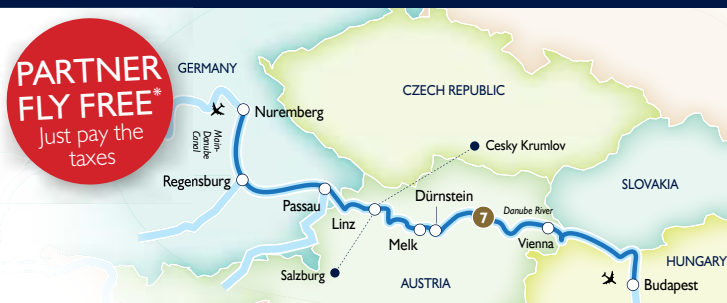 PARTNER
FLY FREE*
Just pay the
taxes
GERMANY
Nuremberg
Main-
Danube
Canal
Regensburg
Passau
Linz
CZECH REPUBLIC
Cesky Krumlov
Dürnstein
Melk
7
Danube River
Vienna
SLOVAKIA
Salzburg
AUSTRIA
HUNGARY
Budapest